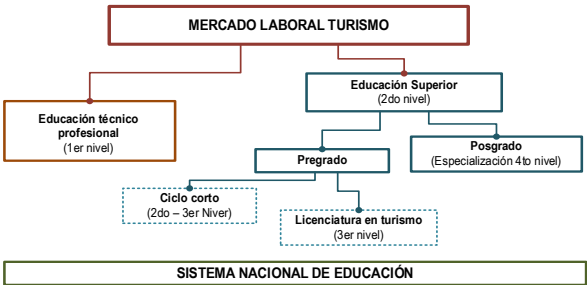 MERCADO LABORAL TURISMO
Educación Superior
(2do nivel)
Educación técnico
profesional
(1er nivel)
Pregrado
Posgrado
(Especialización 4to nivel)
Ciclo corto
(2do – 3er Niver)
Licenciatura en turismo
(3er nivel)
SISTEMA NACIONAL DE EDUCACIÓN